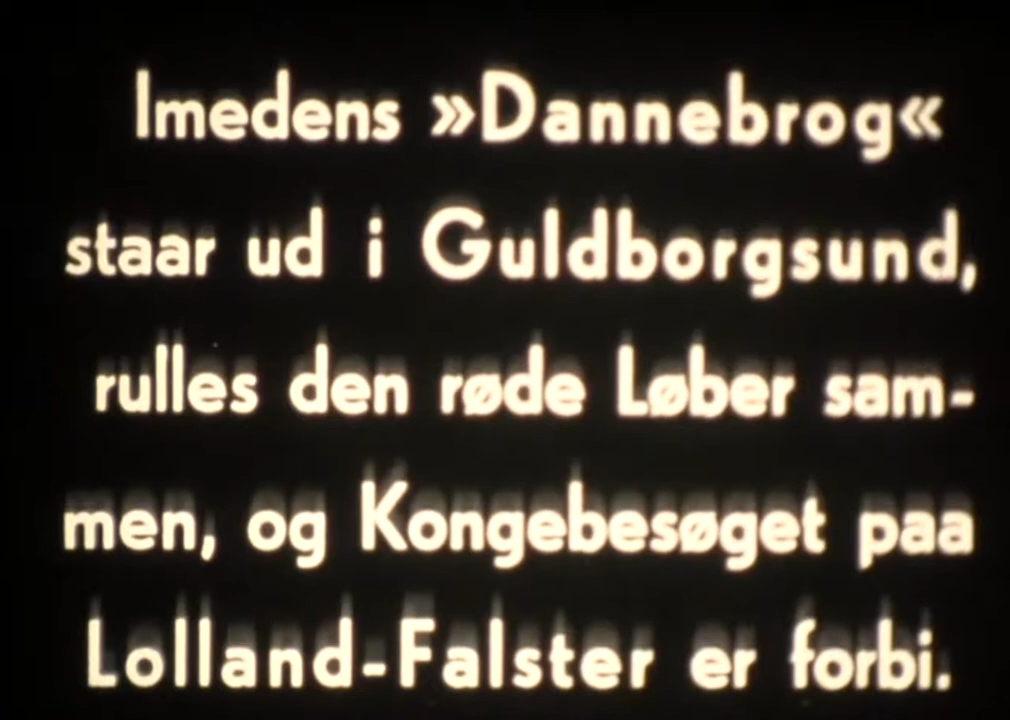 Imedens »Dannebrog«
staar ud i Guldborgsund,
rulles den røde Løber sam-
men, og Kongebesøget paa
Lolland-Falster er forbi.